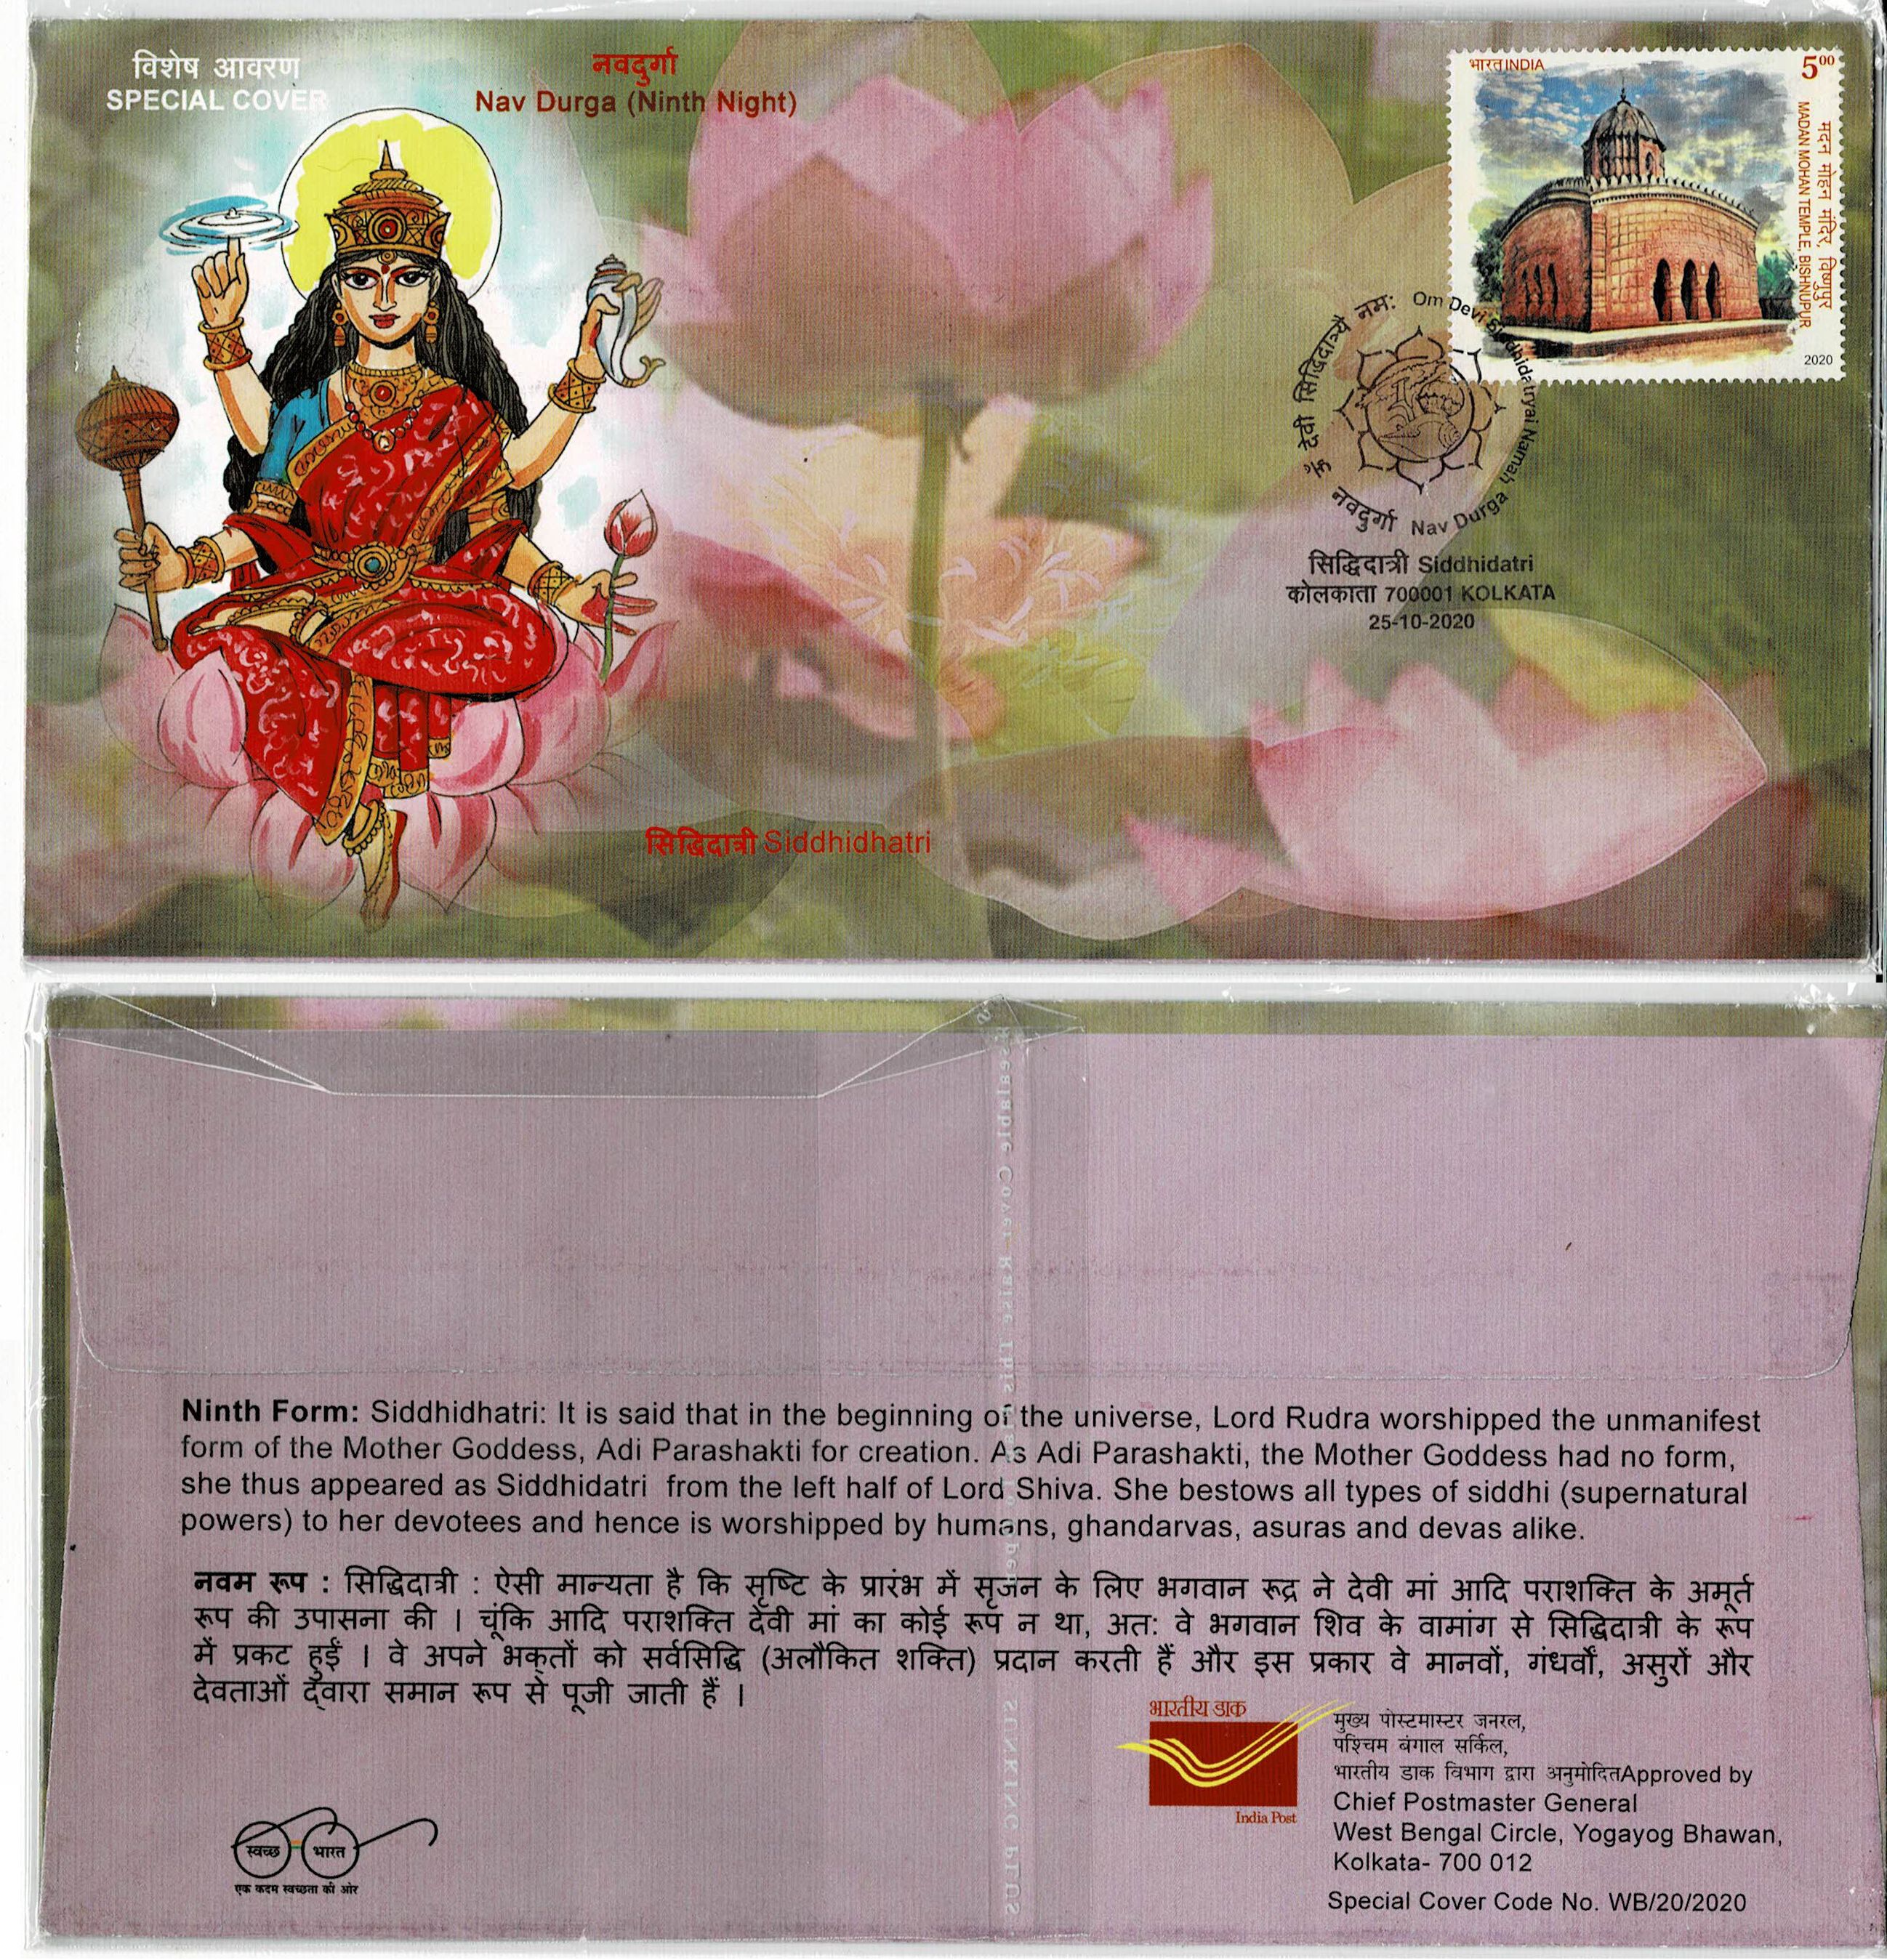 विशेष आवरण
SPECIAL COVER
नवदुर्गा
Nav Durga (Ninth Night)
भारत INDIA
500
मदन मोहन मंदिर, विष्णुपुर
MADAN MOHAN TEMPLE, BISHNUPUR
2020
ॐ देवी सिद्धिदात्र्यै नमः Om Devi Siddhidatryai Namah
नवदुर्गा Nav Durga
सिद्धिदात्री Siddhidatri
कोलकाता 700001 KOLKATA
25-10-2020
सिद्धिदात्री Siddhidhatri
Ninth Form: Siddhidhatri: It is said that in the beginning of the universe, Lord Rudra worshipped the unmanifest
form of the Mother Goddess, Adi Parashakti for creation. As Adi Parashakti, the Mother Goddess had no form,
she thus appeared as Siddhidatri from the left half of Lord Shiva. She bestows all types of siddhi (supernatural
powers) to her devotees and hence is worshipped by humans, ghandarvas, asuras and devas alike.
नवम रूप : सिद्धिदात्री : ऐसी मान्यता है कि सृष्टि के प्रारंभ में सृजन के लिए भगवान रूद्र ने देवी मां आदि पराशक्ति के अमूर्त
रूप की उपासना की । चूंकि आदि पराशक्ति देवी मां का कोई रूप न था, अत: वे भगवान शिव के वामांग से सिद्धिदात्री के रूप
में प्रकट हुईं । वे अपने भक्तों को सर्वसिद्धि (अलौकित शक्ति) प्रदान करती हैं और इस प्रकार वे मानवों, गंधर्वों, असुरों और
देवताओं द्वारा समान रूप से पूजी जाती हैं ।
भारतीय डाक
India Post
मुख्य पोस्टमास्टर जनरल,
पश्चिम बंगाल सर्किल,
भारतीय डाक विभाग द्वारा अनुमोदितApproved by
Chief Postmaster General
West Bengal Circle, Yogayog Bhawan,
Kolkata- 700 012
Special Cover Code No. WB/20/2020
स्वच्छ भारत
एक कदम स्वच्छता की ओर
SUNKING PLUS